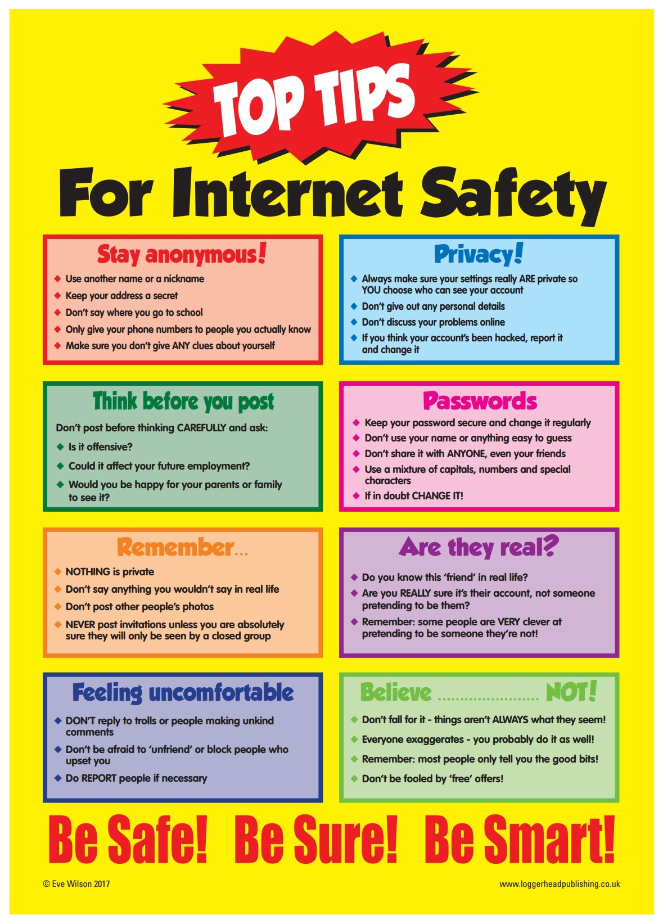 TOP TIPS
For Internet Safety
Stay anonymous!
◆ Use another name or a nickname
◆ Keep your address a secret
◆ Don't say where you go to school
◆ Only give your phone numbers to people you actually know
◆ Make sure you don't give ANY clues about yourself
Privacy!
◆ Always make sure your settings really ARE private so
YOU choose who can see your account
◆ Don't give out any personal details
◆ Don't discuss your problems online
◆ If you think your account's been hacked, report it
and change it
Think before you post
Don't post before thinking CAREFULLY and ask:
◆ Is it offensive?
◆ Could it affect your future employment?
◆ Would you be happy for your parents or family
to see it?
Passwords
◆ Keep your password secure and change it regularly
◆ Don't use your name or anything easy to guess
◆ Don't share it with ANYONE, even your friends
◆ Use a mixture of capitals, numbers and special
characters
◆ If in doubt CHANGE IT!
Remember...
◆ NOTHING is private
◆ Don't say anything you wouldn't say in real life
◆ Don't post other people's photos
◆ NEVER post invitations unless you are absolutely
sure they will only be seen by a closed group
Are they real?
◆ Do you know this 'friend' in real life?
◆ Are you REALLY sure it's their account, not someone
pretending to be them?
◆ Remember: some people are VERY clever at
pretending to be someone they're not!
Feeling uncomfortable
◆ DON'T reply to trolls or people making unkind
comments
◆ Don't be afraid to 'unfriend' or block people who
upset you
◆ Do REPORT people if necessary
Believe ...................... NOT!
◆ Don't fall for it - things aren't ALWAYS what they seem!
◆ Everyone exaggerates - you probably do it as well!
◆ Remember: most people only tell you the good bits!
◆ Don't be fooled by 'free' offers!
Be Safe! Be Sure! Be Smart!
© Eve Wilson 2017
www.loggerheadpublishing.co.uk